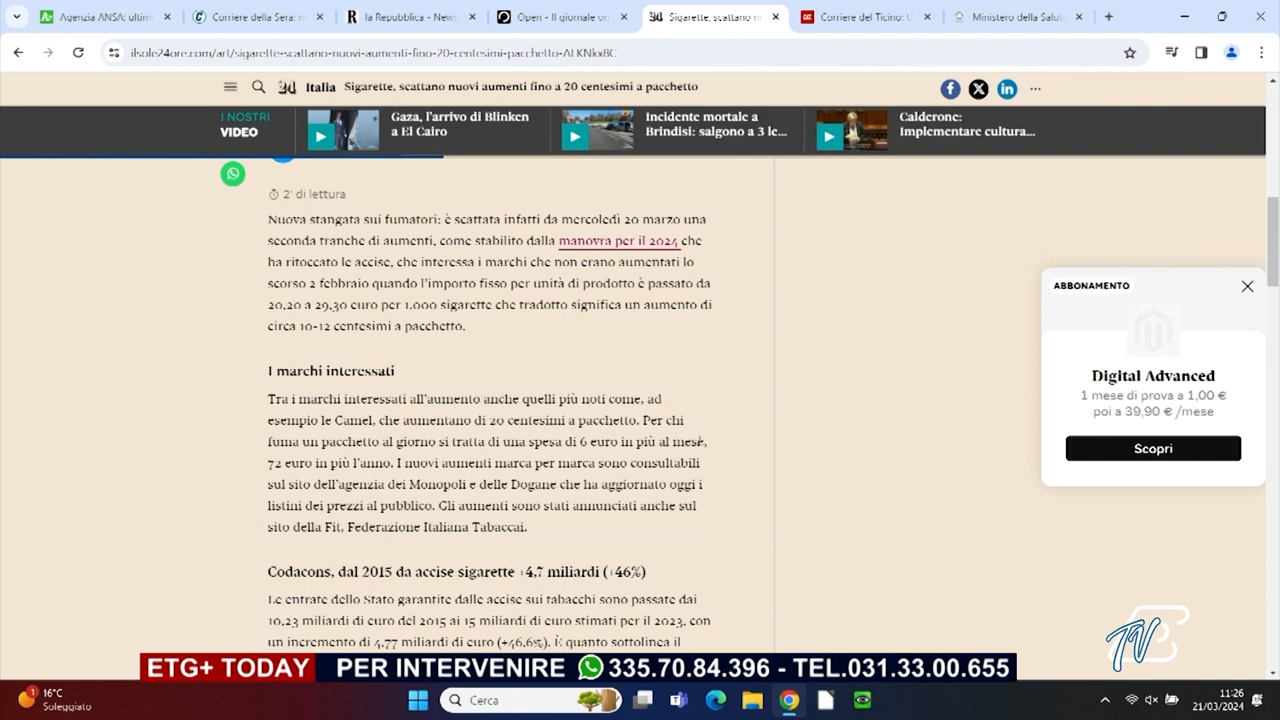 Agenzia ANSA: ultime
Corriere della Sera: n
la Repubblica - News
Open - Il giornale on
Sigarette, scattano n
Corriere del Ticino: U
Ministero della Salut
ilsole24ore.com/art/sigarette-scattano-nuovi-aumenti-fino-20-centesimi-pacchetto-
24 Italia Sigarette, scattano nuovi aumenti fino a 20 centesimi a pacchetto
I NOSTRI
VIDEO
Gaza, l'arrivo di Blinken
a El Cairo
Incidente mortale a
Brindisi: salgono a 3 le...
Calderone:
Implementare cultura...
2' di lettura
Nuova stangata sui fumatori: è scattata infatti da mercoledì 20 marzo una
seconda tranche di aumenti, come stabilito dalla manovra per il 2024 che
ha ritoccato le accise, che interessa i marchi che non erano aumentati lo
scorso 2 febbraio quando l'importo fisso per unità di prodotto è passato da
20,20 a 29,30 euro per 1.000 sigarette che tradotto significa un aumento di
circa 10-12 centesimi a pacchetto.
I marchi interessati
Tra i marchi interessati all'aumento anche quelli più noti come, ad
esempio le Camel, che aumentano di 20 centesimi a pacchetto. Per chi
fuma un pacchetto al giorno si tratta di una spesa di 6 euro in più al mese,
72 euro in più l'anno. I nuovi aumenti marca per marca sono consultabili
sul sito dell'agenzia dei Monopoli e delle Dogane che ha aggiornato oggi i
listini dei prezzi al pubblico. Gli aumenti sono stati annunciati anche sul
sito della Fit, Federazione Italiana Tabaccai.
Codacons, dal 2015 da accise sigarette +4,7 miliardi (+46%)
Le entrate dello Stato garantite dalle accise sui tabacchi sono passate dai
10,23 miliardi di euro del 2015 ai 15 miliardi di euro stimati per il 2023, con
un incremento di 4,77 miliardi di euro (+46,6%). È quanto sottolinea il
ABBONAMENTO
Digital Advanced
1 mese di prova a 1,00 €
poi a 39,90 € /mese
Scopri
ETG+ TODAY PER INTERVENIRE 335.70.84.396 - TEL.031.33.00.655
1
16°C
Soleggiato
Cerca
11:26
21/03/2024